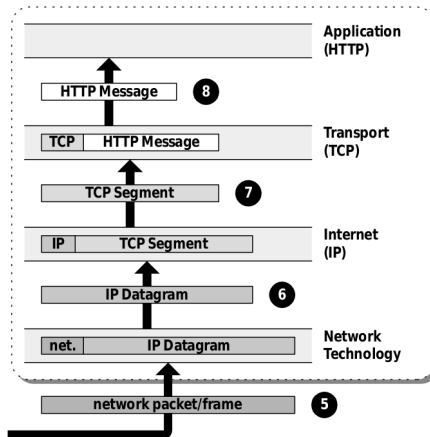 Application
(HTTP)
HTTP Message 8
Transport
(TCP)
TCP HTTP Message
TCP Segment 7
Internet
(IP)
IP TCP Segment
IP Datagram 6
Network
Technology
net. IP Datagram
network packet/frame 5